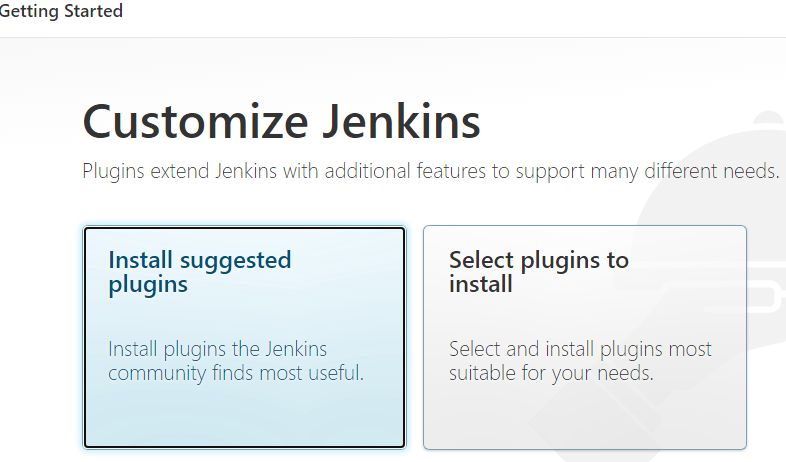 Getting Started
Customize Jenkins
Plugins extend Jenkins with additional features to support many different needs.
Install suggested
plugins
Install plugins the Jenkins
community finds most useful.
Select plugins to
install
Select and install plugins most
suitable for your needs.